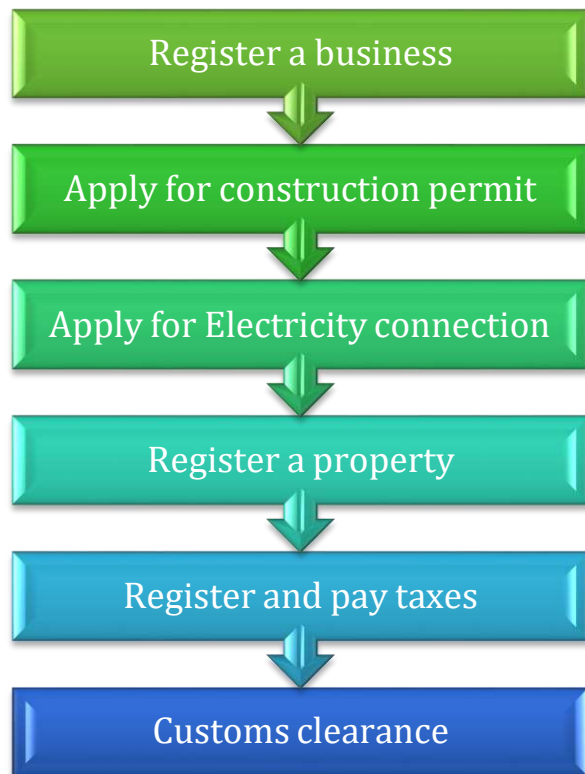 Register a business
Apply for construction permit
Apply for Electricity connection
Register a property
Register and pay taxes
Customs clearance